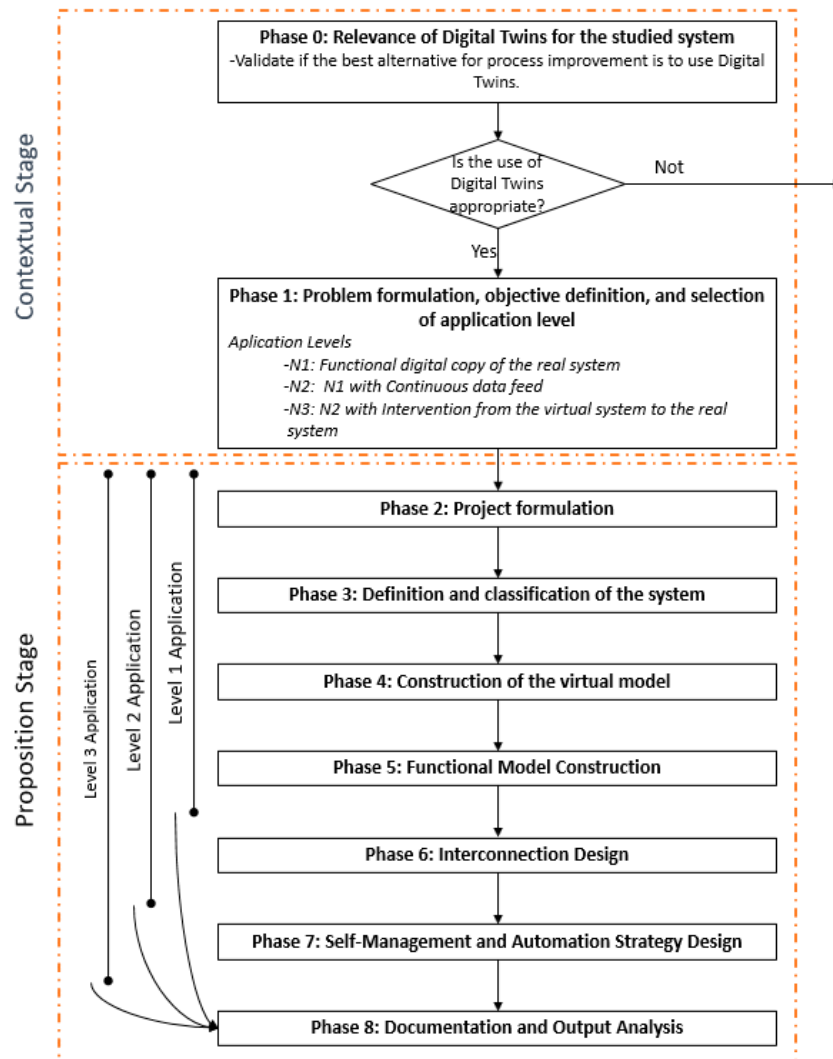 Contextual Stage
Phase 0: Relevance of Digital Twins for the studied system
-Validate if the best alternative for process improvement is to use Digital
Twins.
Is the use of
Digital Twins
appropriate?
Not
Yes
Phase 1: Problem formulation, objective definition, and selection
of application level
Aplication Levels
-N1: Functional digital copy of the real system
-N2: N1 with Continuous data feed
-N3: N2 with Intervention from the virtual system to the real
system
Proposition Stage
Level 3 Application
Level 2 Application
Level 1 Application
Phase 2: Project formulation
Phase 3: Definition and classification of the system
Phase 4: Construction of the virtual model
Phase 5: Functional Model Construction
Phase 6: Interconnection Design
Phase 7: Self-Management and Automation Strategy Design
Phase 8: Documentation and Output Analysis